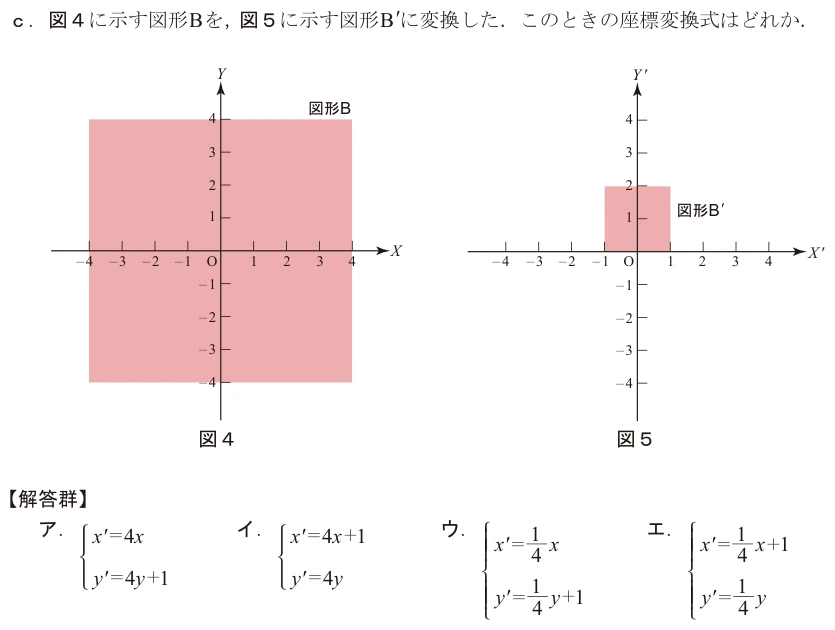 c．図4に示す図形Bを，図5に示す図形B′に変換した．このときの座標変換式はどれか．
Y
図形B
4
3
2
1
−4 −3 −2 −1 O 1 2 3 4 X
−1
−2
−3
−4
図4
Y′
4
3
2
図形B′
1
−4 −3 −2 −1 O 1 2 3 4 X′
−1
−2
−3
−4
図5
【解答群】
ア． x′=4x
y′=4y+1
イ． x′=4x+1
y′=4y
ウ． x′=1/4 x
y′=1/4 y+1
エ． x′=1/4 x+1
y′=1/4 y